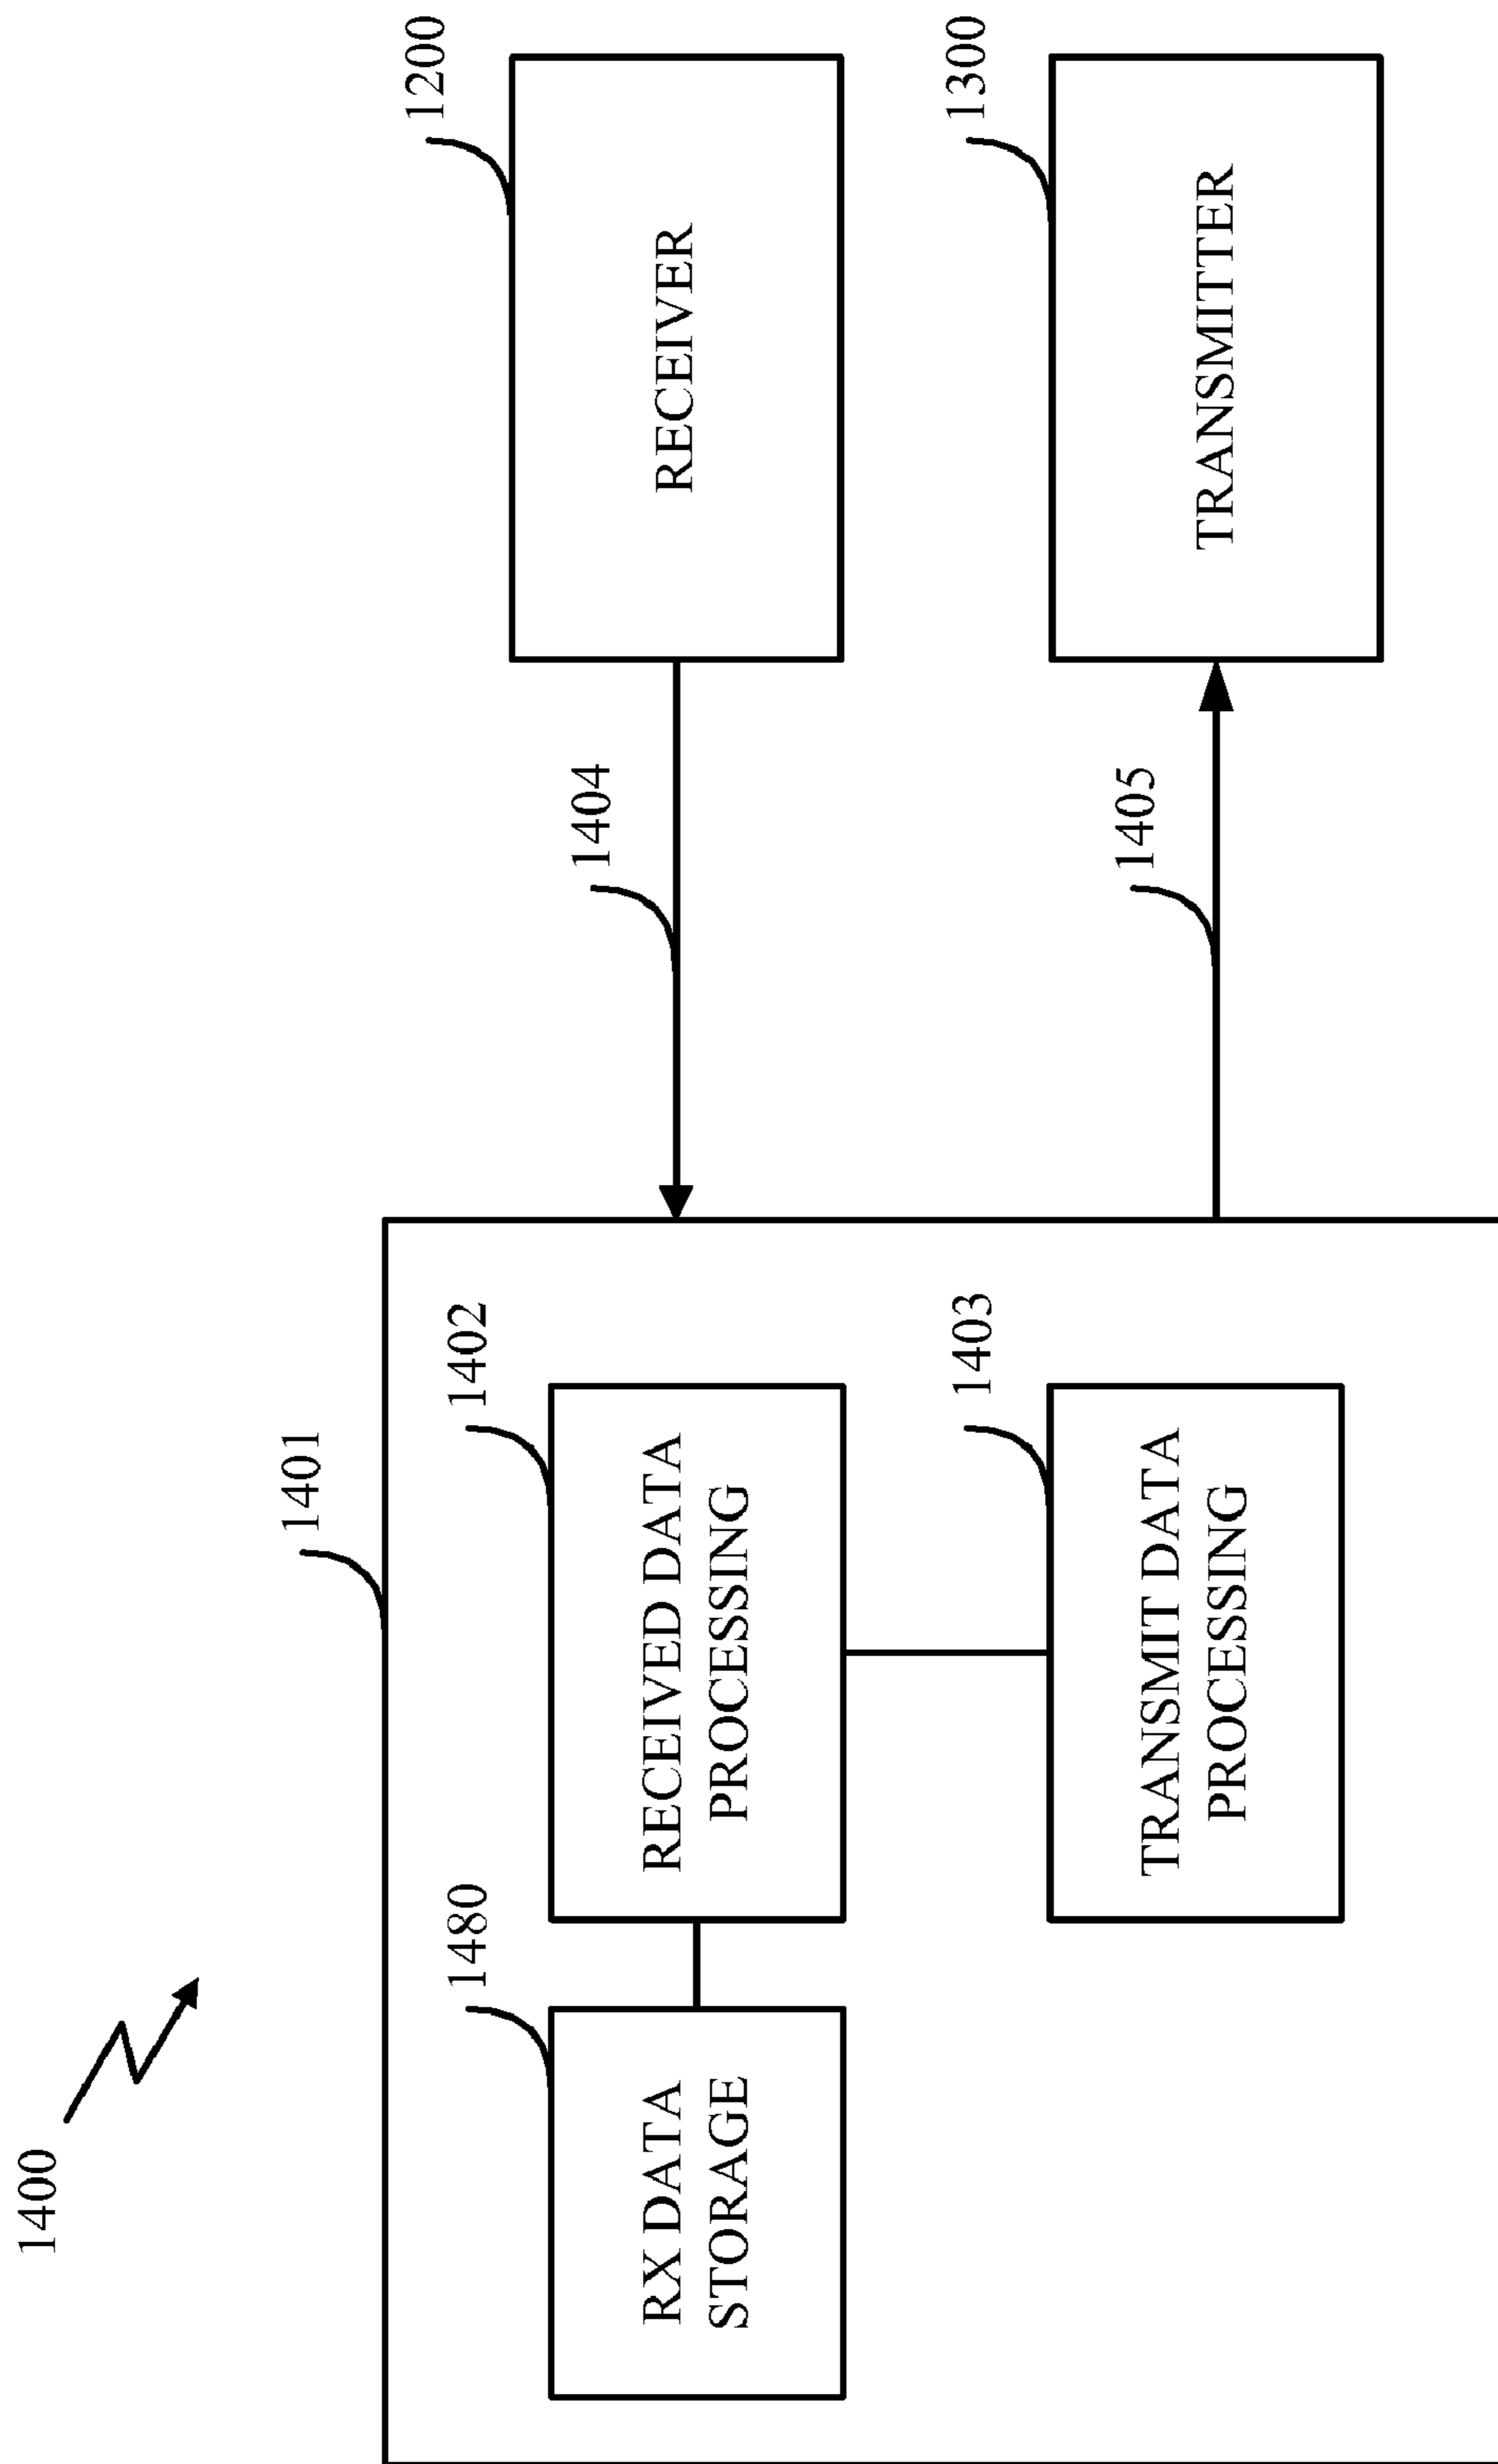 1400
1401
1480
1402
1404
1200
RX DATA
STORAGE
RECEIVED DATA
PROCESSING
RECEIVER
1403
1405
1300
TRANSMIT DATA
PROCESSING
TRANSMITTER